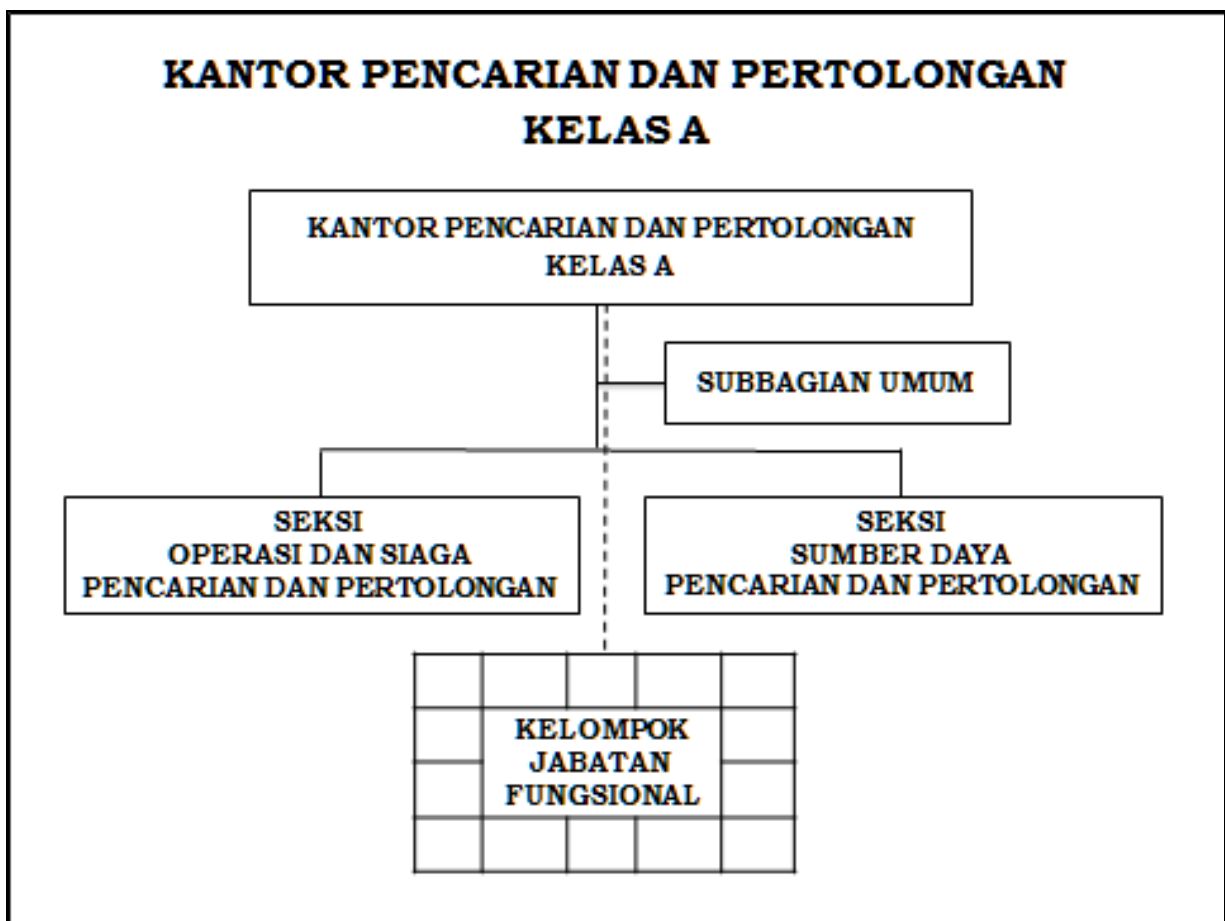 KANTOR PENCARIAN DAN PERTOLONGAN
KELAS A
KANTOR PENCARIAN DAN PERTOLONGAN
KELAS A
SUBBAGIAN UMUM
SEKSI
OPERASI DAN SIAGA
PENCARIAN DAN PERTOLONGAN
SEKSI
SUMBER DAYA
PENCARIAN DAN PERTOLONGAN
KELOMPOK
JABATAN
FUNGSIONAL